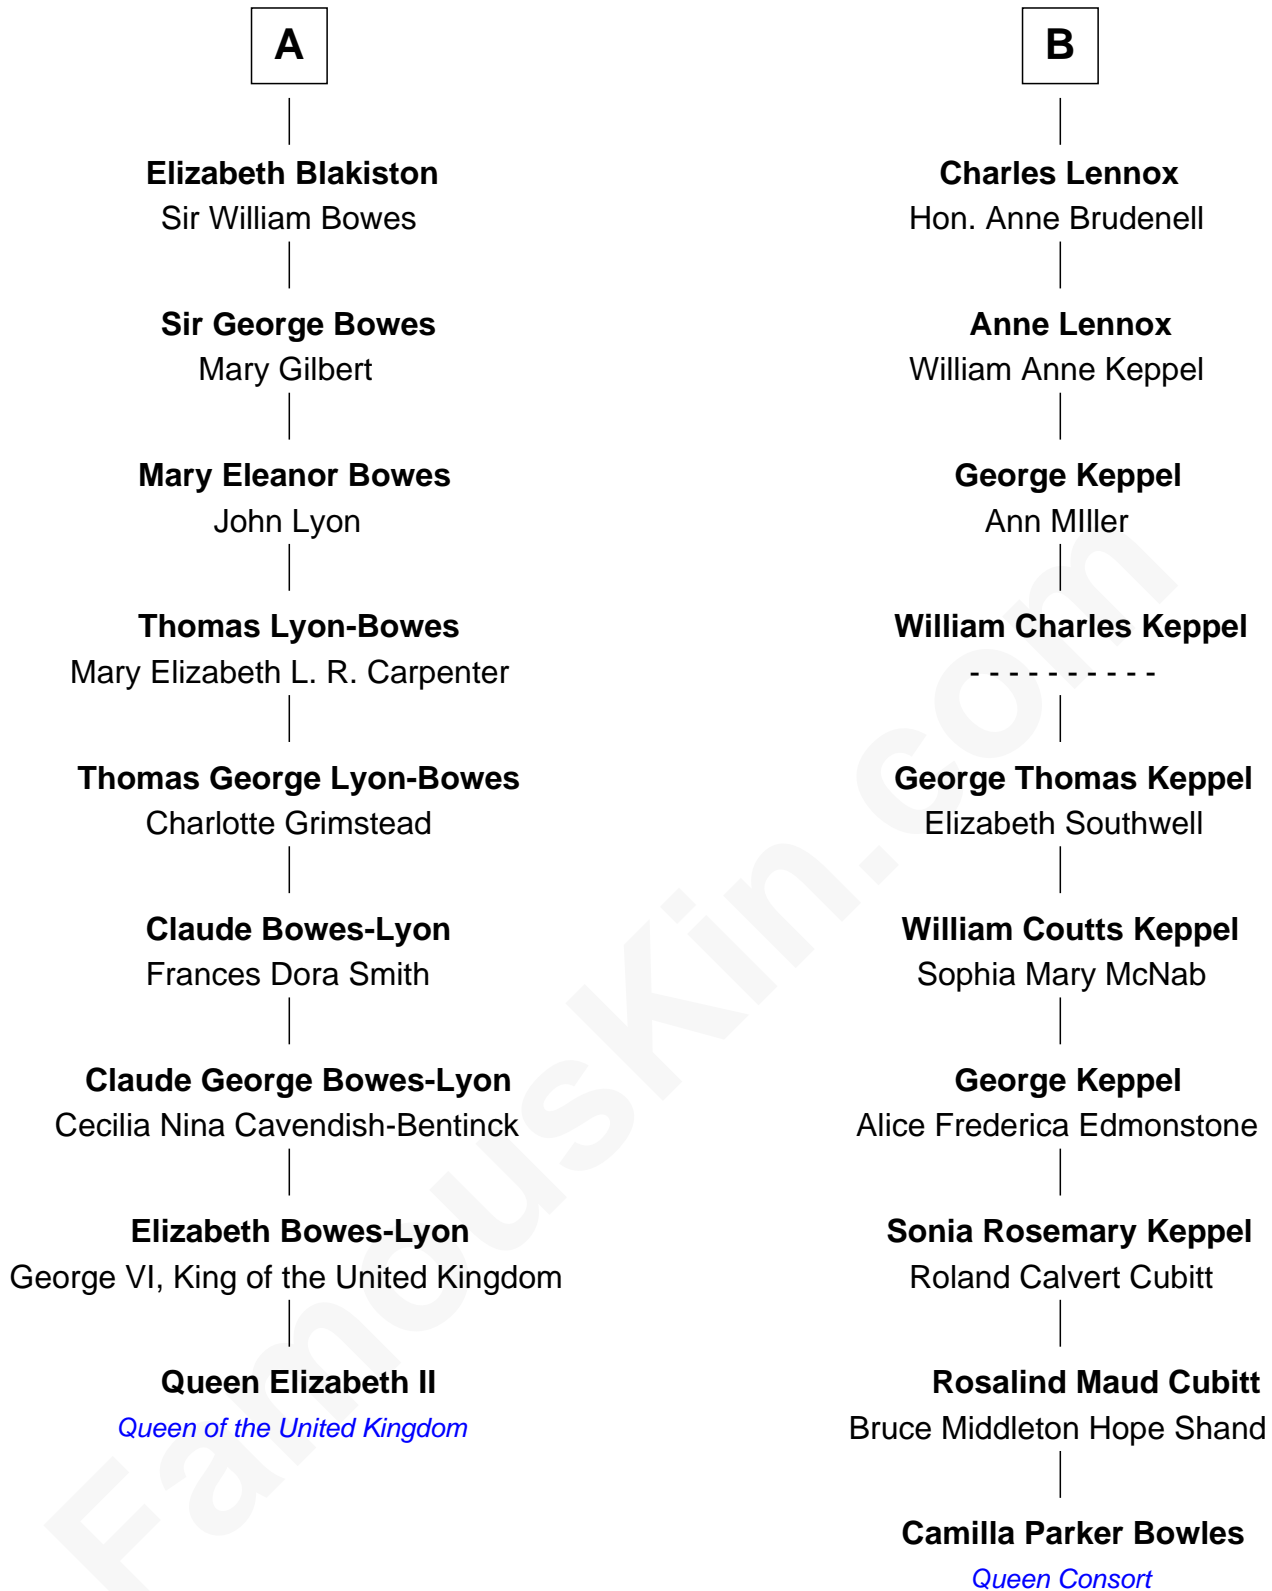 A
Elizabeth Blakiston
Sir William Bowes
Sir George Bowes
Mary Gilbert
Mary Eleanor Bowes
John Lyon
Thomas Lyon-Bowes
Mary Elizabeth L. R. Carpenter
Thomas George Lyon-Bowes
Charlotte Grimstead
Claude Bowes-Lyon
Frances Dora Smith
Claude George Bowes-Lyon
Cecilia Nina Cavendish-Bentinck
Elizabeth Bowes-Lyon
George VI, King of the United Kingdom
Queen Elizabeth II
Queen of the United Kingdom
B
Charles Lennox
Hon. Anne Brudenell
Anne Lennox
William Anne Keppel
George Keppel
Ann MIller
William Charles Keppel
- - - - - - - - - -
George Thomas Keppel
Elizabeth Southwell
William Coutts Keppel
Sophia Mary McNab
George Keppel
Alice Frederica Edmonstone
Sonia Rosemary Keppel
Roland Calvert Cubitt
Rosalind Maud Cubitt
Bruce Middleton Hope Shand
Camilla Parker Bowles
Queen Consort
FamousKin.com